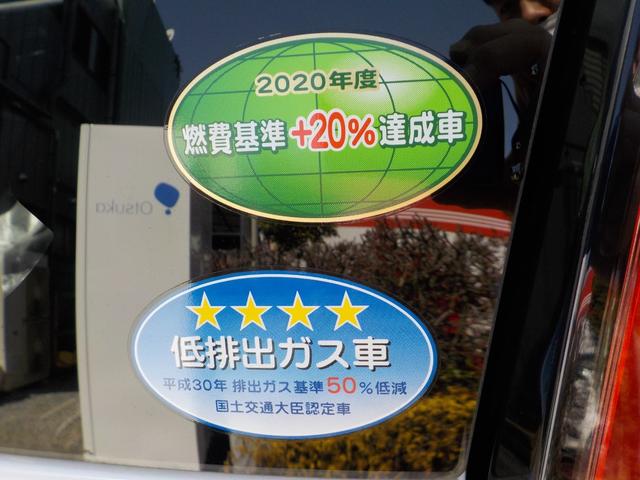 2020年度
燃費基準+20%達成車
Otsuka
低排出ガス車
平成30年 排出ガス基準50%低減
国土交通大臣認定車